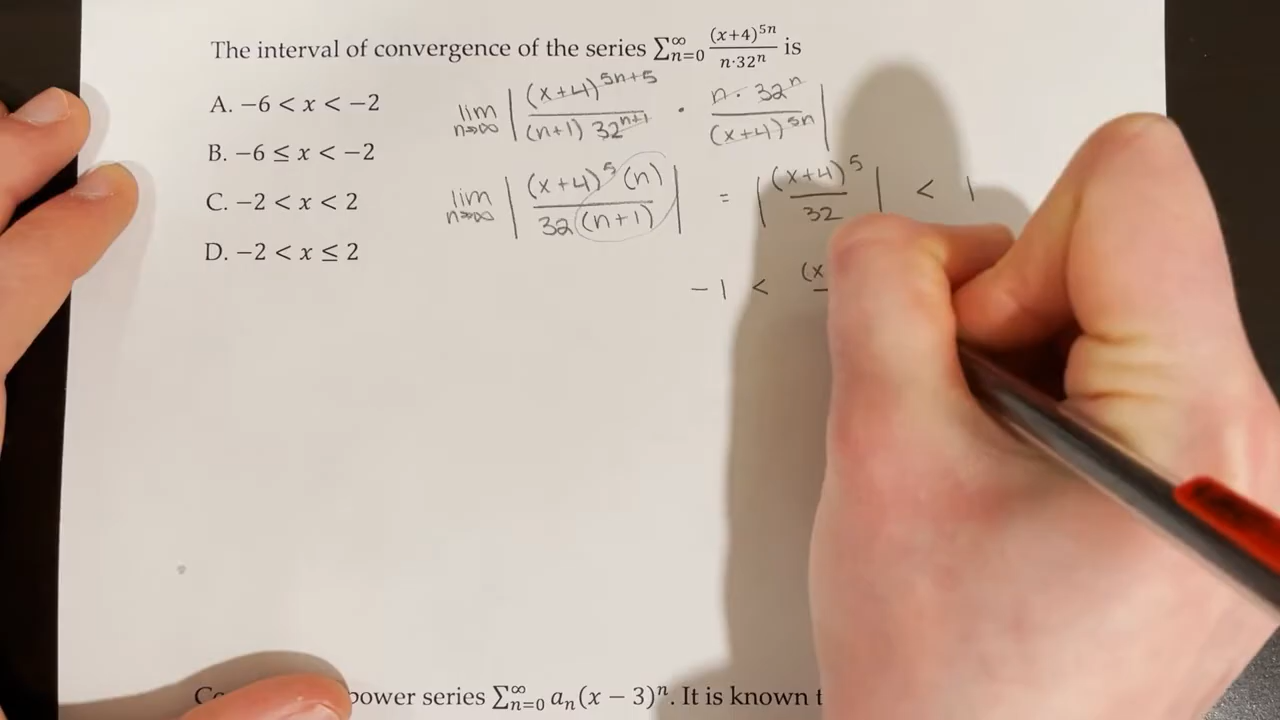 The interval of convergence of the series ∑_{n=0}^{∞} (x+4)^{5n}/(n·32^n) is
A. −6 < x < −2
B. −6 ≤ x < −2
C. −2 < x < 2
D. −2 < x ≤ 2
lim n→∞ | (x+4)^{5n+5}/((n+1) 32^{n+1}) · (n · 32^n)/((x+4)^{5n}) |
lim n→∞ | (x+4)^5 (n)/(32 (n+1)) | = | (x+4)^5/32 | < 1
−1 < (x
power series ∑_{n=0}^{∞} a_n(x − 3)^n. It is known